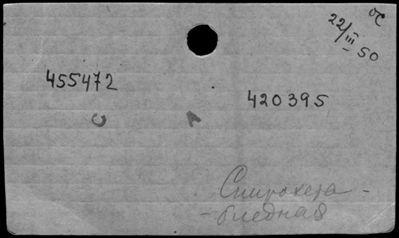 ОС
22/III 50
455472
420395
С А
Спирохета -
- бледная